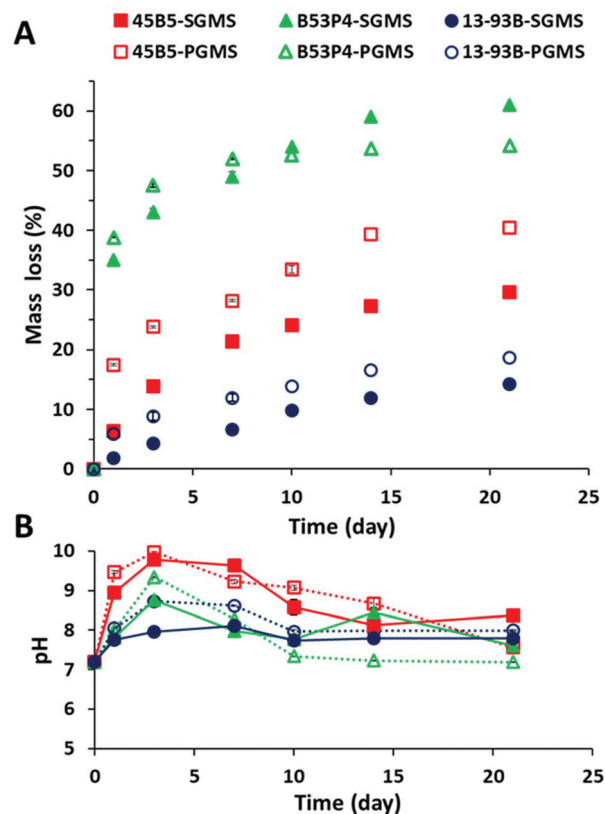 A
45B5-SGMS B53P4-SGMS 13-93B-SGMS
45B5-PGMS B53P4-PGMS 13-93B-PGMS
60
50
40
30
20
10
0
Mass loss (%)
0 5 10 15 20 25
Time (day)
B
10
9
8
7
6
5
pH
0 5 10 15 20 25
Time (day)